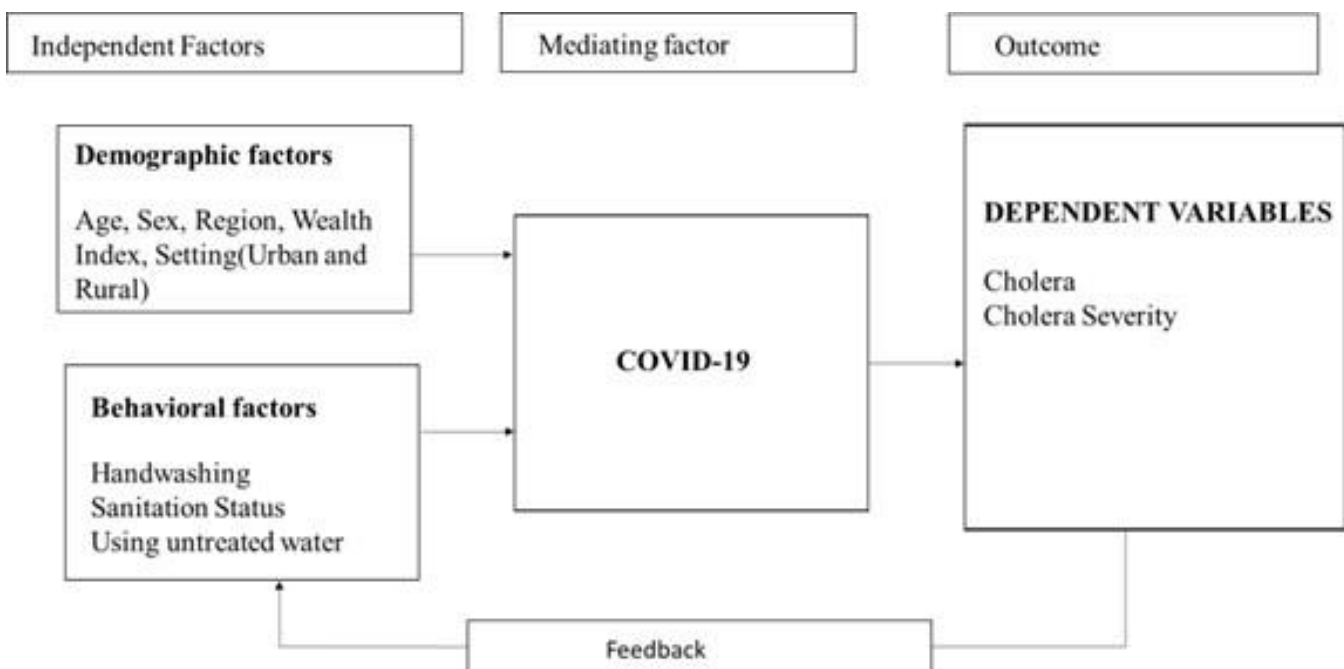 Independent Factors
Mediating factor
Outcome
Demographic factors
Age, Sex, Region, Wealth
Index, Setting(Urban and
Rural)
Behavioral factors
Handwashing
Sanitation Status
Using untreated water
COVID-19
DEPENDENT VARIABLES
Cholera
Cholera Severity
Feedback